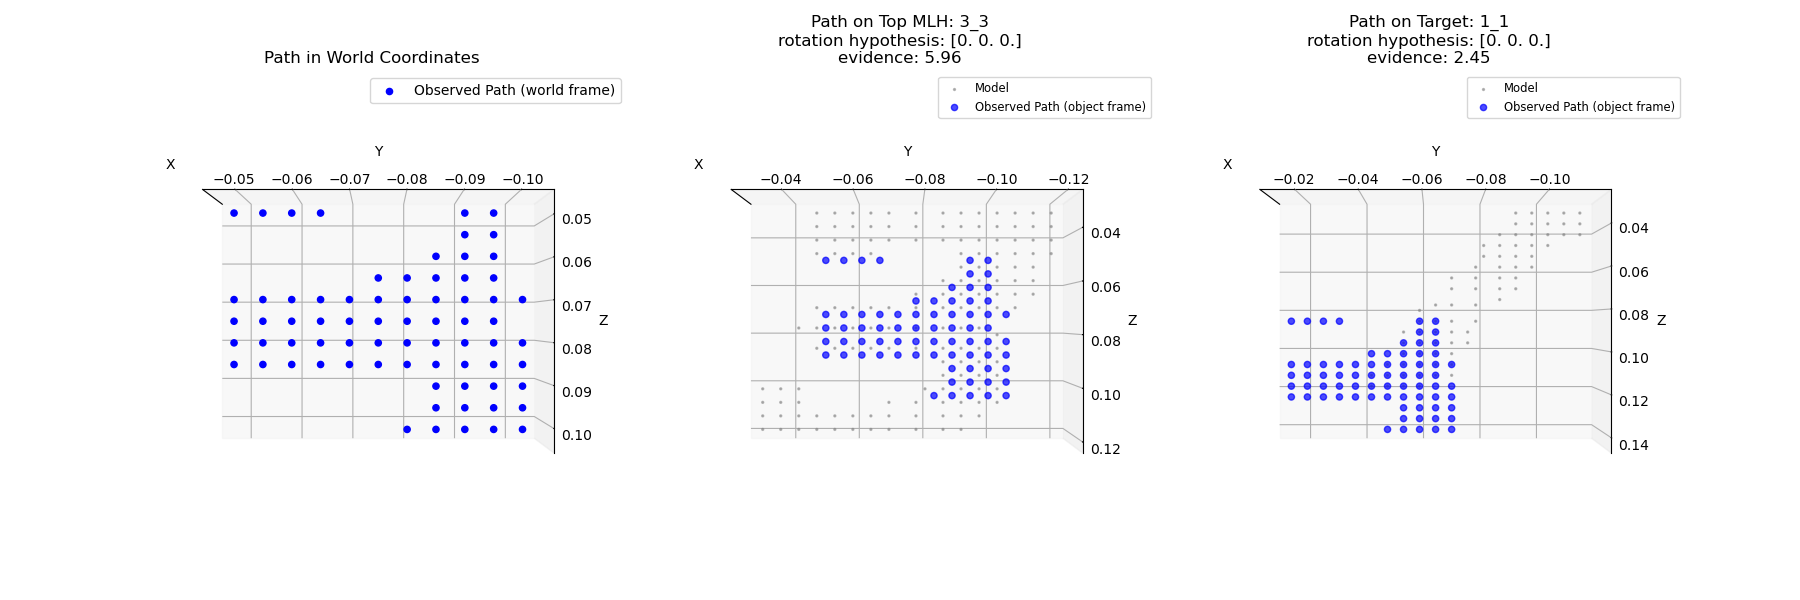 Path in World Coordinates
Observed Path (world frame)
X
Y
−0.05 −0.06 −0.07 −0.08 −0.09 −0.10
0.05
0.06
0.07
Z
0.08
0.09
0.10
Path on Top MLH: 3_3
rotation hypothesis: [0. 0. 0.]
evidence: 5.96
Model
Observed Path (object frame)
X
Y
−0.04 −0.06 −0.08 −0.10 −0.12
0.04
0.06
Z
0.08
0.10
0.12
Path on Target: 1_1
rotation hypothesis: [0. 0. 0.]
evidence: 2.45
Model
Observed Path (object frame)
X
Y
−0.02 −0.04 −0.06 −0.08 −0.10
0.04
0.06
0.08
Z
0.10
0.12
0.14